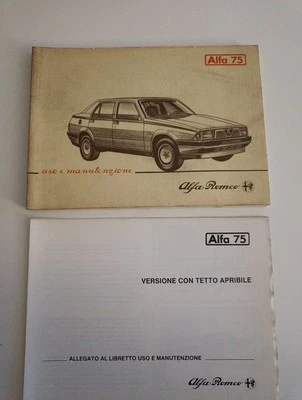 Alfa 75
uso e manutenzione
Alfa Romeo
Alfa 75
VERSIONE CON TETTO APRIBILE
ALLEGATO AL LIBRETTO USO E MANUTENZIONE
Alfa Romeo